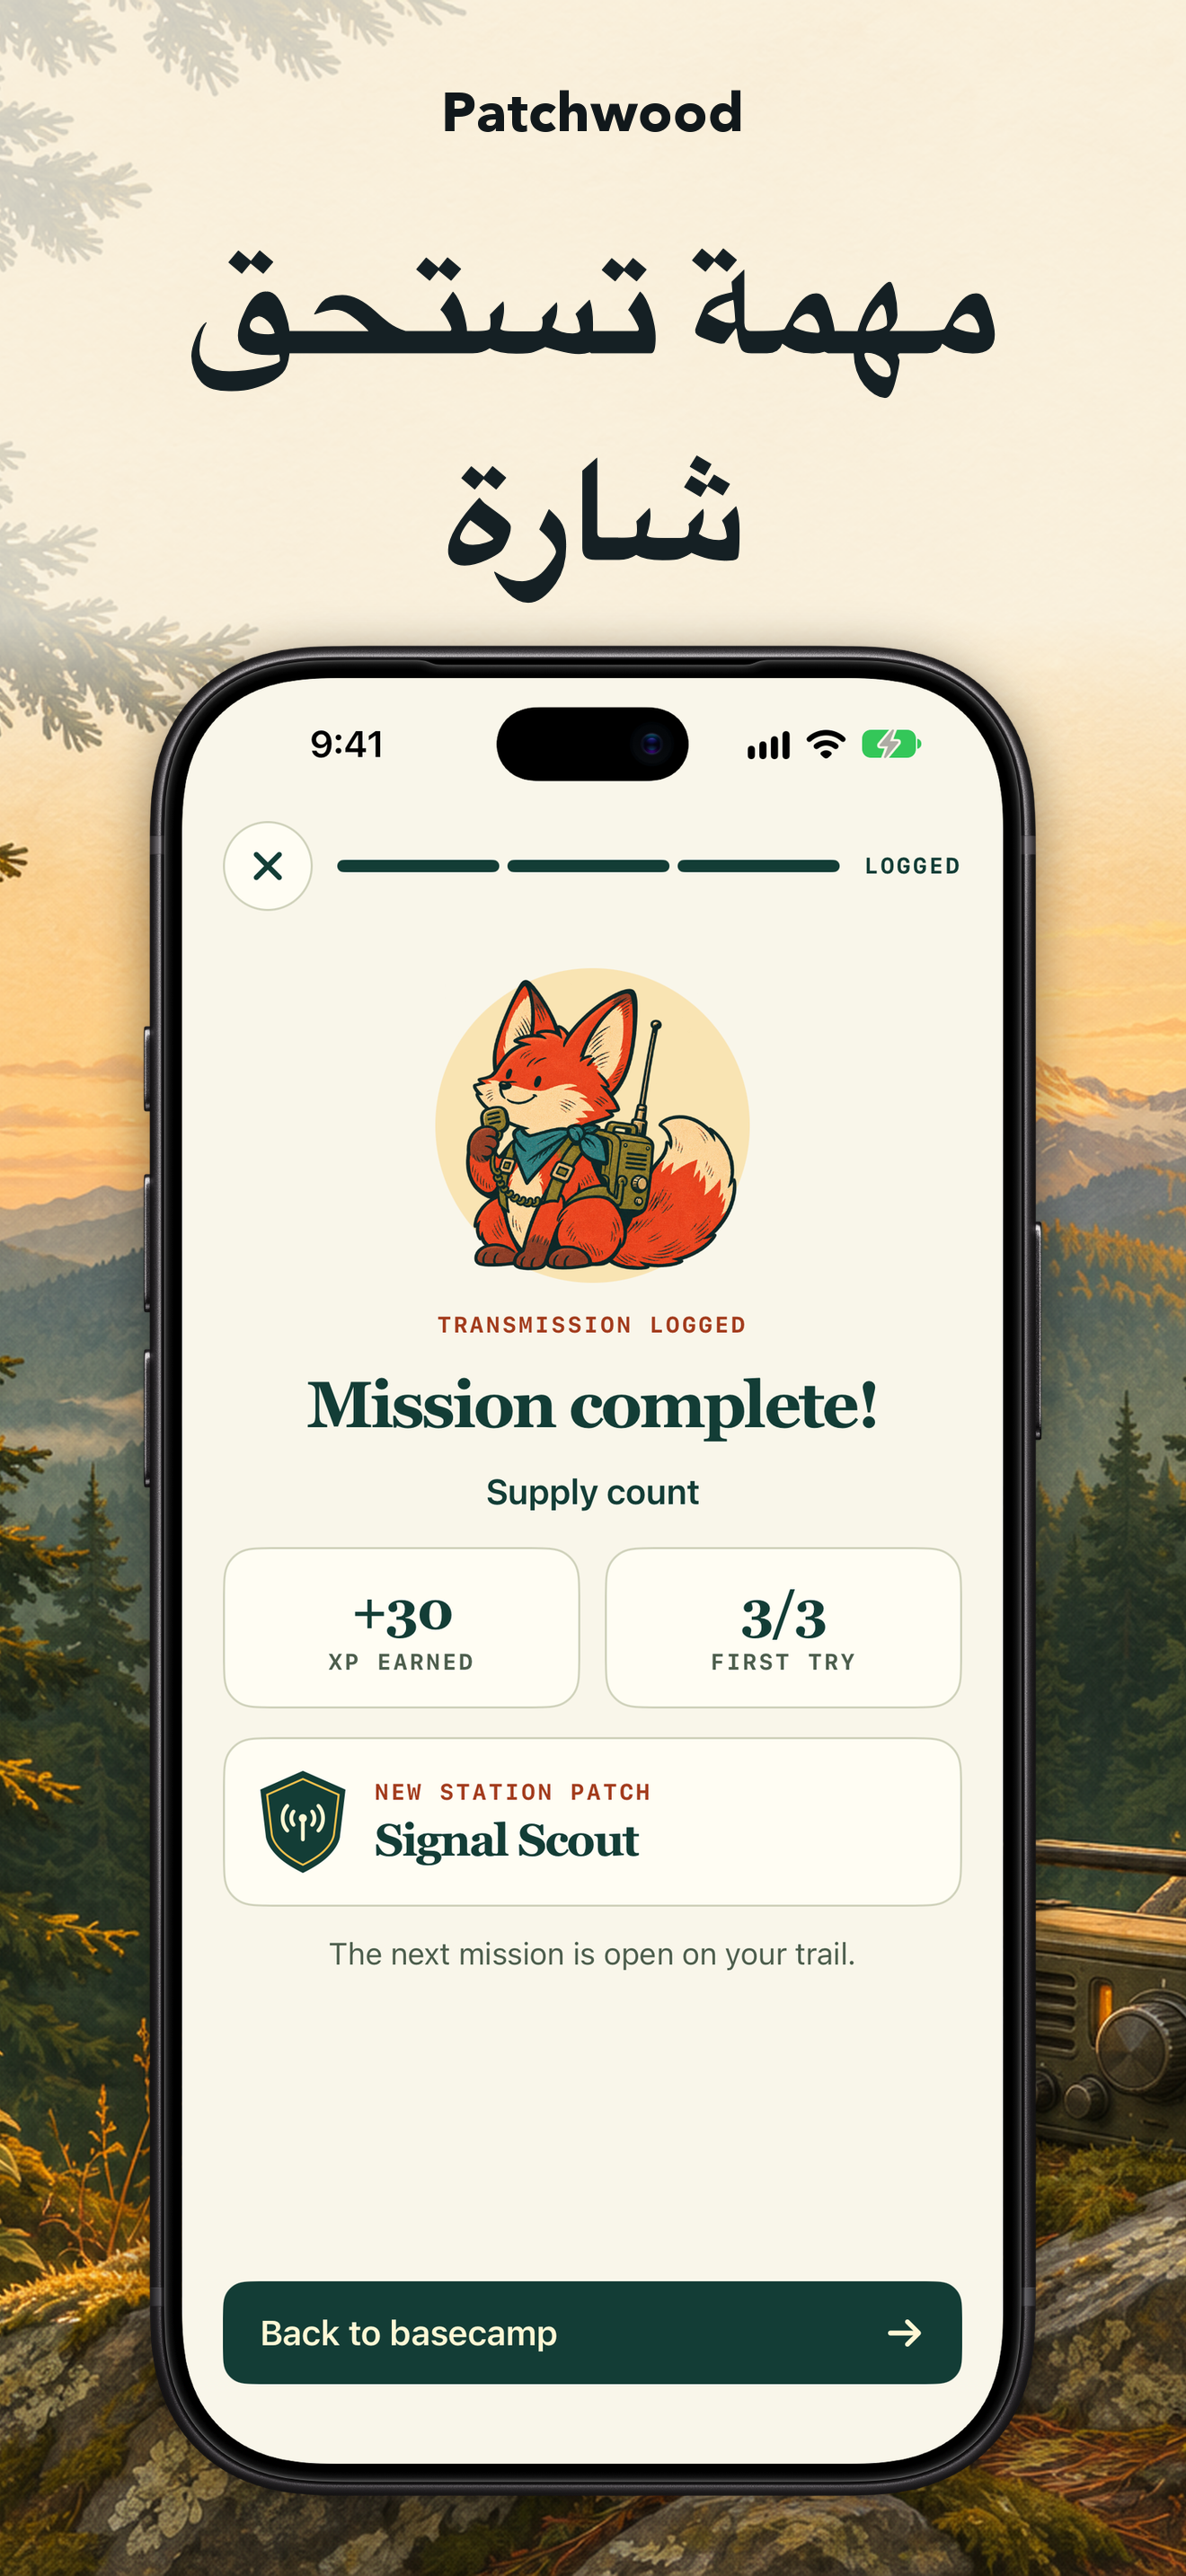 Patchwood
مهمة تستحق
شارة
9:41
LOGGED
TRANSMISSION LOGGED
Mission complete!
Supply count
+30
XP EARNED
3/3
FIRST TRY
NEW STATION PATCH
Signal Scout
The next mission is open on your trail.
Back to basecamp